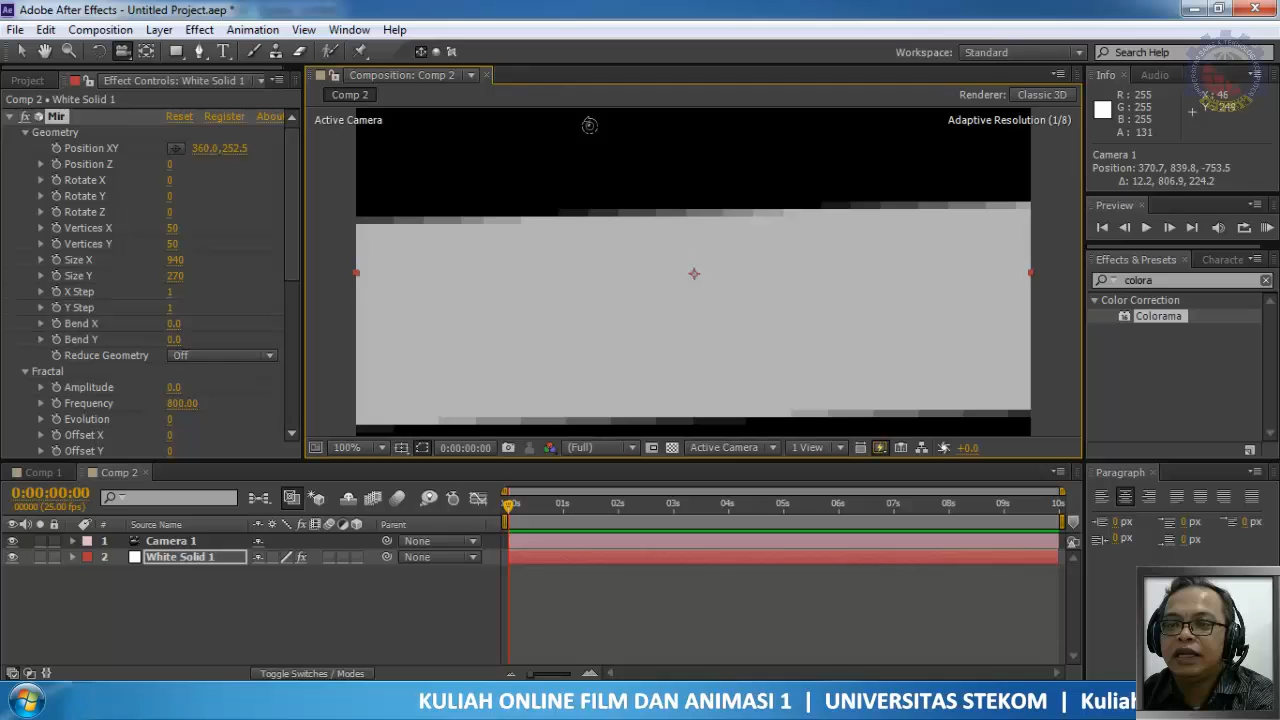 Adobe After Effects - Untitled Project.aep *
File Edit Composition Layer Effect Animation View Window Help
Workspace: Standard Search Help
Project Effect Controls: White Solid 1
Comp 2 • White Solid 1
fx Mir Reset Register Abou
Geometry
Position XY 360.0,252.5
Position Z 0
Rotate X 0
Rotate Y 0
Rotate Z 0
Vertices X 50
Vertices Y 50
Size X 940
Size Y 270
X Step 1
Y Step 1
Bend X 0.0
Bend Y 0.0
Reduce Geometry Off
Fractal
Amplitude 0.0
Frequency 800.00
Evolution 0
Offset X 0
Offset Y 0
Composition: Comp 2
Comp 2 Renderer: Classic 3D
Active Camera Adaptive Resolution (1/8)
100% 0:00:00:00 (Full) Active Camera 1 View +0.0
Info Audio
R : 255 X : 46
G : 255 Y : -249
B : 255
A : 131
Camera 1
Position: 370.7, 839.8, -753.5
Δ: 12.2, 806.9, 224.2
Preview
Effects & Presets Characte
colora
Color Correction
Colorama
Comp 1 Comp 2
0:00:00:00
00000 (25.00 fps)
00s 01s 02s 03s 04s 05s 06s 07s 08s 09s 10s
# Source Name Parent
1 Camera 1 None
2 White Solid 1 fx None
Toggle Switches / Modes
Paragraph
0 px 0 px 0 px
0 px 0 px
KULIAH ONLINE FILM DAN ANIMASI 1 | UNIVERSITAS STEKOM | Kuliah